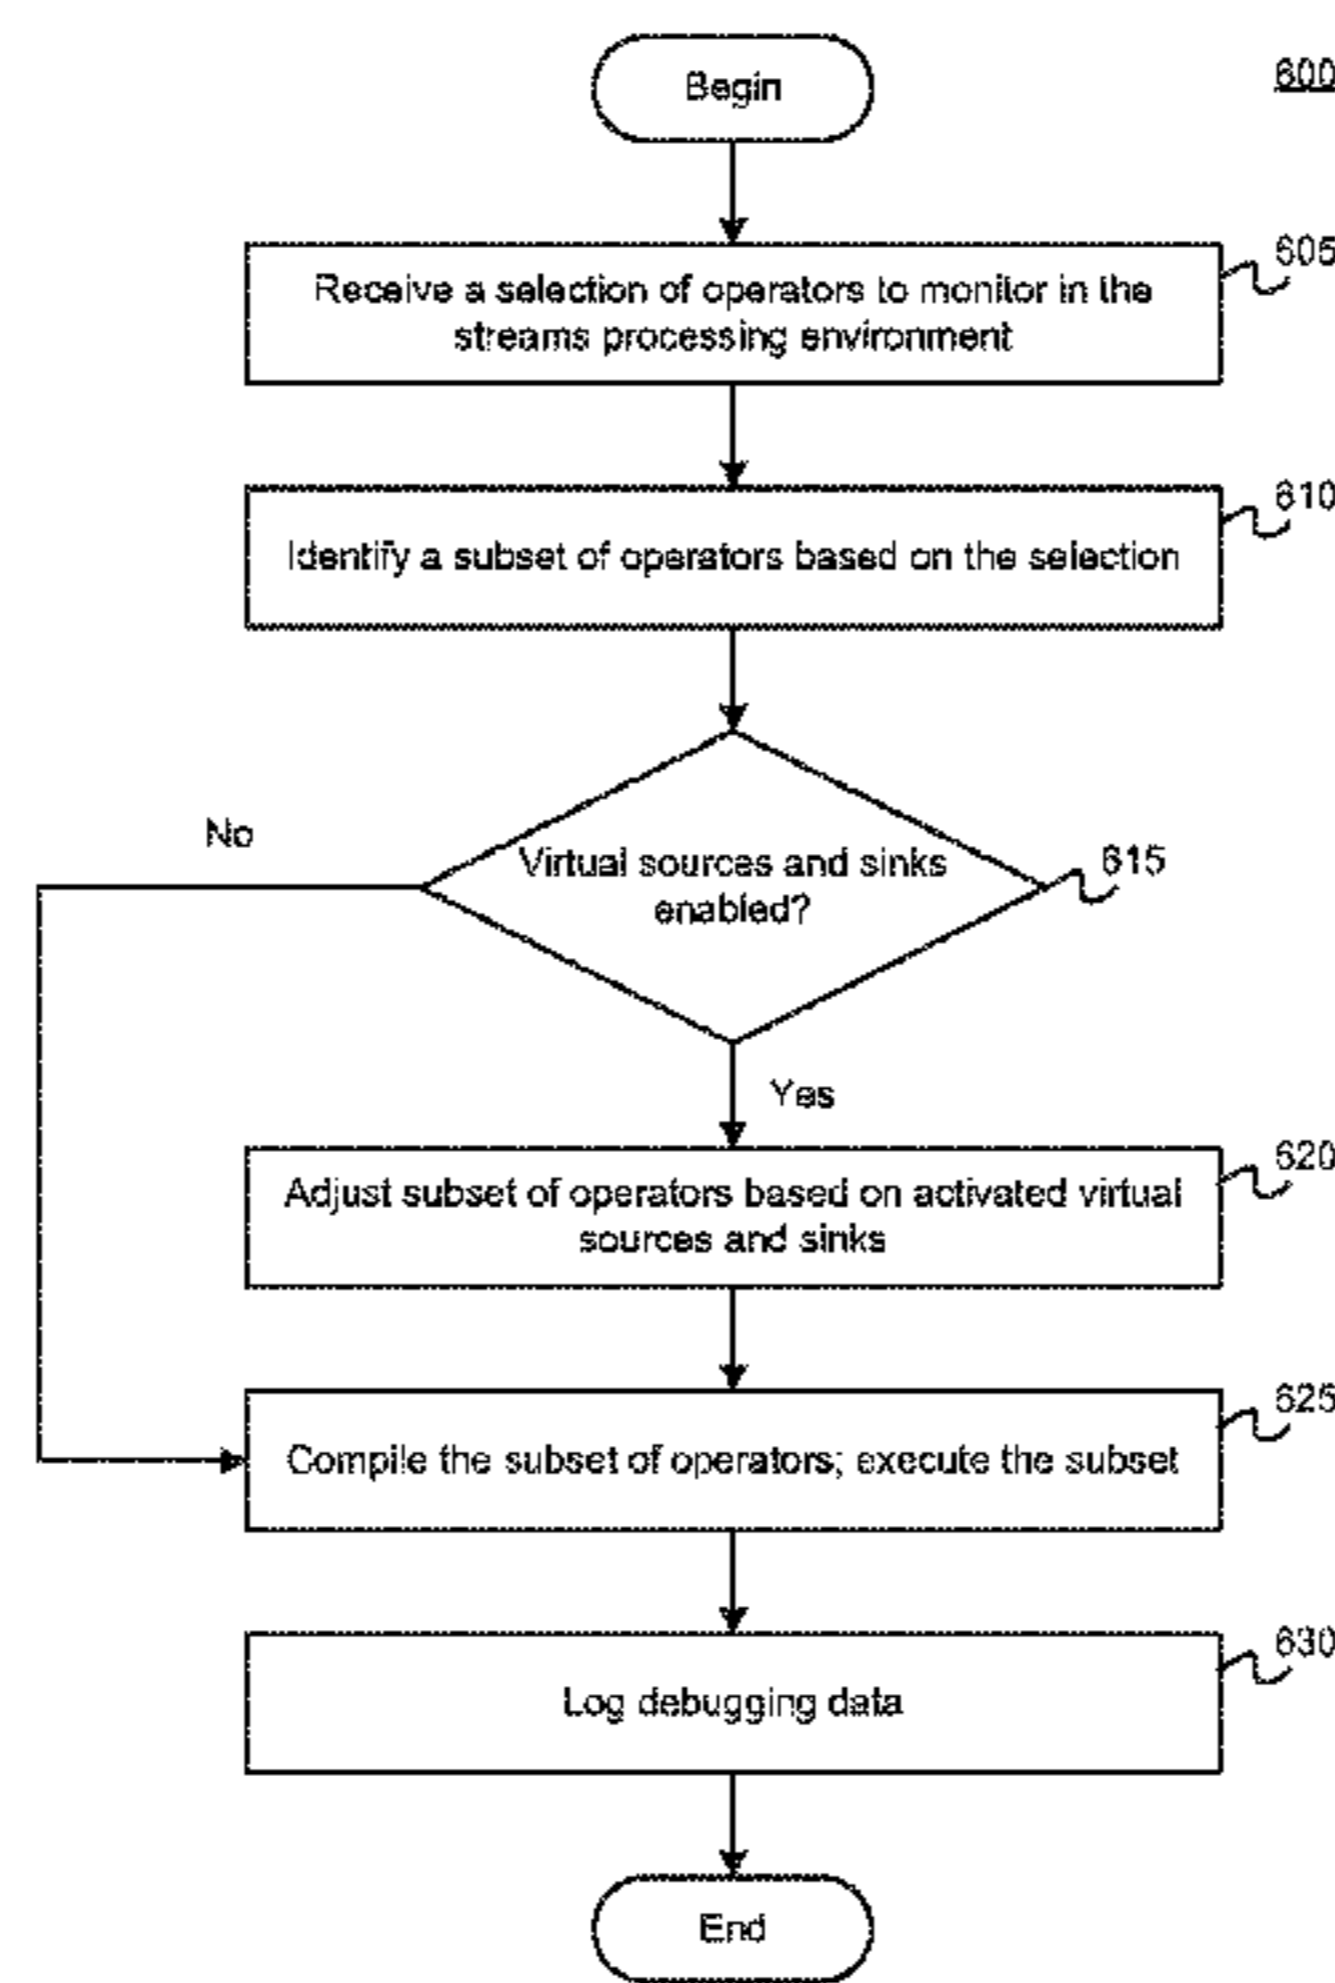 Begin
600
605
Receive a selection of operators to monitor in the
streams processing environment
610
Identify a subset of operators based on the selection
No
Virtual sources and sinks
enabled?
615
Yes
620
Adjust subset of operators based on activated virtual
sources and sinks
625
Compile the subset of operators; execute the subset
630
Log debugging data
End